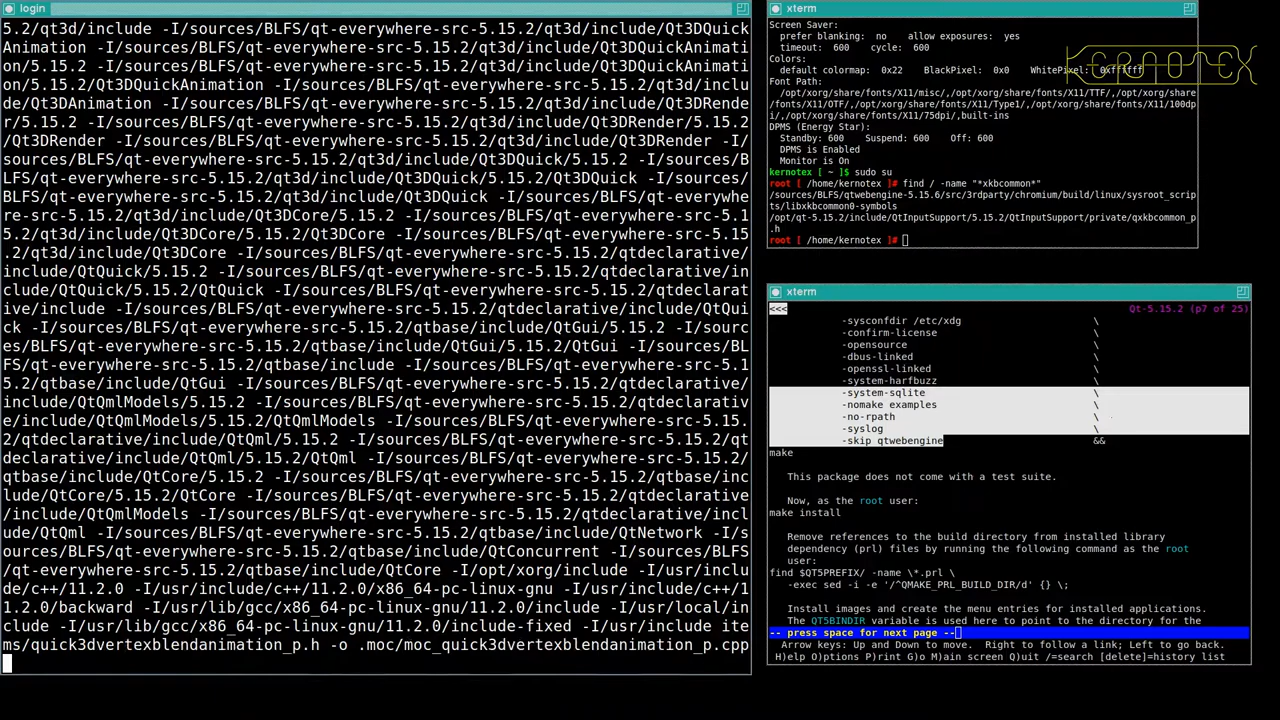 login
5.2/qt3d/include -I/sources/BLFS/qt-everywhere-src-5.15.2/qt3d/include/Qt3DQuick
Animation -I/sources/BLFS/qt-everywhere-src-5.15.2/qt3d/include/Qt3DQuickAnimati
on/5.15.2 -I/sources/BLFS/qt-everywhere-src-5.15.2/qt3d/include/Qt3DQuickAnimati
on/Qt3DQuickAnimation -I/sources/BLFS/qt-everywhere-src-5.15.2/qt3d/include/Qt3D
Animation/5.15.2 -I/sources/BLFS/qt-everywhere-src-5.15.2/qt3d/inclu
de/Qt3DAnimation -I/sources/BLFS/qt-everywhere-src-5.15.2/qt3d/include/Qt3DRende
r/5.15.2 -I/sources/BLFS/qt-everywhere-src-5.15.2/qt3d/include/Qt3DRender/5.15.2
/Qt3DRender -I/sources/BLFS/qt-everywhere-src-5.15.2/qt3d/include/Qt3DRender -I/
sources/BLFS/qt-everywhere-src-5.15.2/qt3d/include/Qt3DQuick/5.15.2 -I/sources/B
LFS/qt-everywhere-src-5.15.2/qt3d/include/Qt3DQuick/5.15.2/Qt3DQuick -I/sources/
BLFS/qt-everywhere-src-5.15.2/qt3d/include/Qt3DQuick -I/sources/BLFS/qt-everywhe
re-src-5.15.2/qt3d/include/Qt3DCore/5.15.2 -I/sources/BLFS/qt-everywhere-src-5.1
5.2/qt3d/include/Qt3DCore/5.15.2/Qt3DCore -I/sources/BLFS/qt-everywhere-src-5.15
.2/qt3d/include/Qt3DCore -I/sources/BLFS/qt-everywhere-src-5.15.2/qtdeclarative/
include/QtQuick/5.15.2 -I/sources/BLFS/qt-everywhere-src-5.15.2/qtdeclarative/in
clude/QtQuick/5.15.2/QtQuick -I/sources/BLFS/qt-everywhere-src-5.15.2/qtdeclarat
ive/include -I/sources/BLFS/qt-everywhere-src-5.15.2/qtdeclarative/include/QtQui
ck -I/sources/BLFS/qt-everywhere-src-5.15.2/qtbase/include/QtGui/5.15.2 -I/sourc
es/BLFS/qt-everywhere-src-5.15.2/qtbase/include/QtGui/5.15.2/QtGui -I/sources/BL
FS/qt-everywhere-src-5.15.2/qtbase/include -I/sources/BLFS/qt-everywhere-src-5.1
5.2/qtbase/include/QtGui -I/sources/BLFS/qt-everywhere-src-5.15.2/qtdeclarative/
include/QtQmlModels/5.15.2 -I/sources/BLFS/qt-everywhere-src-5.15.2/qtdeclarativ
e/include/QtQmlModels/5.15.2/QtQmlModels -I/sources/BLFS/qt-everywhere-src-5.15.
2/qtdeclarative/include/QtQml/5.15.2 -I/sources/BLFS/qt-everywhere-src-5.15.2/qt
declarative/include/QtQml/5.15.2/QtQml -I/sources/BLFS/qt-everywhere-src-5.15.2/
qtbase/include/QtCore/5.15.2 -I/sources/BLFS/qt-everywhere-src-5.15.2/qtbase/inc
lude/QtCore/5.15.2/QtCore -I/sources/BLFS/qt-everywhere-src-5.15.2/qtdeclarative
/include/QtQmlModels -I/sources/BLFS/qt-everywhere-src-5.15.2/qtdeclarative/incl
ude/QtQml -I/sources/BLFS/qt-everywhere-src-5.15.2/qtbase/include/QtNetwork -I/s
ources/BLFS/qt-everywhere-src-5.15.2/qtbase/include/QtConcurrent -I/sources/BLFS
/qt-everywhere-src-5.15.2/qtbase/include/QtCore -I/opt/xorg/include -I/usr/inclu
de/c++/11.2.0 -I/usr/include/c++/11.2.0/x86_64-pc-linux-gnu -I/usr/include/c++/1
1.2.0/backward -I/usr/lib/gcc/x86_64-pc-linux-gnu/11.2.0/include -I/usr/local/in
clude -I/usr/lib/gcc/x86_64-pc-linux-gnu/11.2.0/include-fixed -I/usr/include ite
ms/quick3dvertexblendanimation_p.h -o .moc/moc_quick3dvertexblendanimation_p.cpp
xterm
Screen Saver:
prefer blanking: no allow exposures: yes
timeout: 600 cycle: 600
Colors:
default colormap: 0x22 BlackPixel: 0x0 WhitePixel: 0xffffff
Font Path:
/opt/xorg/share/fonts/X11/misc/,/opt/xorg/share/fonts/X11/TTF/,/opt/xorg/share
/fonts/X11/OTF/,/opt/xorg/share/fonts/X11/Type1/,/opt/xorg/share/fonts/X11/100dp
i/,/opt/xorg/share/fonts/X11/75dpi/,built-ins
DPMS (Energy Star):
Standby: 600 Suspend: 600 Off: 600
DPMS is Enabled
Monitor is On
kernotex [ ~ ]$ sudo su
root [ /home/kernotex ]# find / -name "*xkbcommon*"
/sources/BLFS/qtwebengine-5.15.6/src/3rdparty/chromium/build/linux/sysroot_scrip
ts/libxkbcommon0-symbols
/opt/qt-5.15.2/include/QtInputSupport/5.15.2/QtInputSupport/private/qxkbcommon_p
.h
root [ /home/kernotex ]#
KERNOTEX
xterm
<<< Qt-5.15.2 (p7 of 25)
-sysconfdir /etc/xdg \
-confirm-license \
-opensource \
-dbus-linked \
-openssl-linked \
-system-harfbuzz \
-system-sqlite \
-nomake examples \
-no-rpath \
-syslog \
-skip qtwebengine &&
make
This package does not come with a test suite.
Now, as the root user:
make install
Remove references to the build directory from installed library
dependency (prl) files by running the following command as the root
user:
find $QT5PREFIX/ -name \*.prl \
-exec sed -i -e '/^QMAKE_PRL_BUILD_DIR/d' {} \;
Install images and create the menu entries for installed applications.
The QT5BINDIR variable is used here to point to the directory for the
-- press space for next page --
Arrow keys: Up and Down to move. Right to follow a link; Left to go back.
H)elp O)ptions P)rint G)o M)ain screen Q)uit /=search [delete]=history list